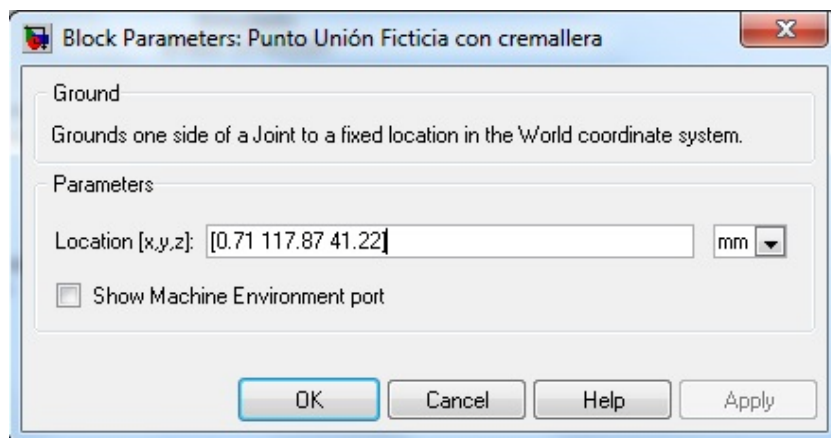 Block Parameters: Punto Unión Ficticia con cremallera
Ground
Grounds one side of a Joint to a fixed location in the World coordinate system.
Parameters
Location [x,y,z]: [0.71 117.87 41.22] mm
Show Machine Environment port
OK Cancel Help Apply